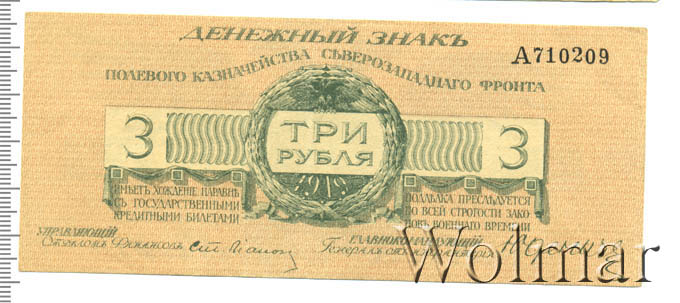 ДЕНЕЖНЫЙ ЗНАКЪ
А710209
ПОЛЕВОГО КАЗНАЧЕЙСТВА СѢВЕРОЗАПАДНАГО ФРОНТА
3 ТРИ РУБЛЯ 3
1919
ИМѢЕТЪ ХОЖДЕНІЕ НАРАВНѢ
СЪ ГОСУДАРСТВЕННЫМИ
КРЕДИТНЫМИ БИЛЕТАМИ
ПОДДѢЛКА ПРЕСЛѢДУЕТСЯ
ПО ВСЕЙ СТРОГОСТИ ЗАКО-
НОВЪ ВОЕННАГО ВРЕМЕНИ
УПРАВЛЯЮЩІЙ
ГЛАВНОКОМАНДУЮЩІЙ
Wolmar